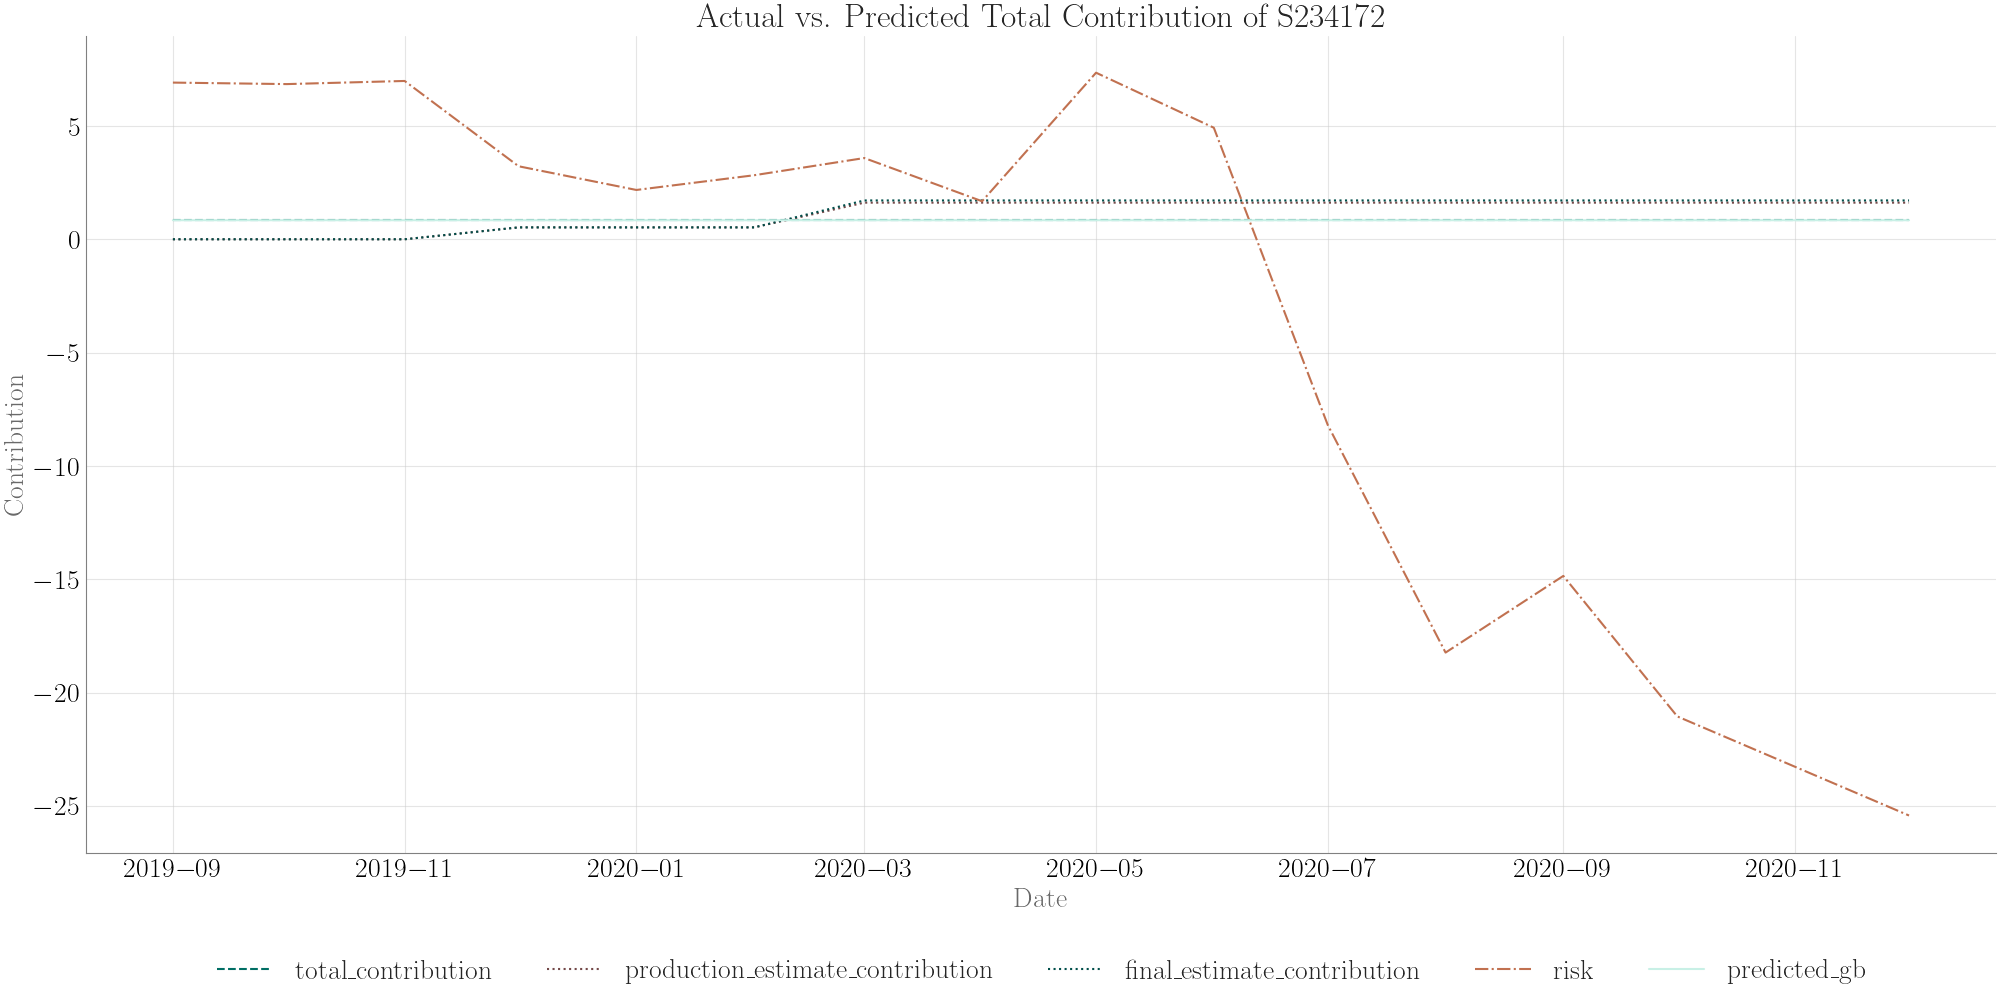 Actual vs. Predicted Total Contribution of S234172
Contribution
5
0
−5
−10
−15
−20
−25
2019−09 2019−11 2020−01 2020−03 2020−05 2020−07 2020−09 2020−11
Date
total_contribution production_estimate_contribution final_estimate_contribution risk predicted_gb